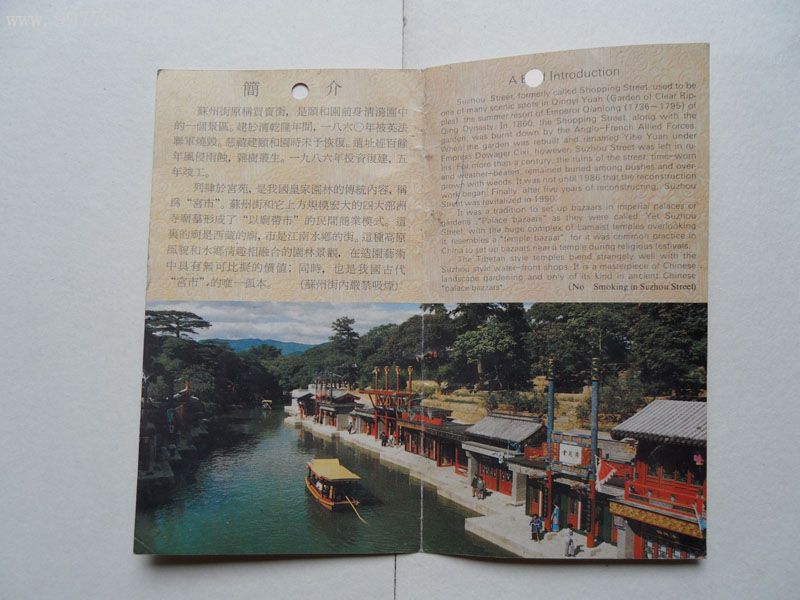 簡 介
蘇州街原稱買賣街，是頤和園前身清漪園中
的一個景區。建於清乾隆年間，一八六〇年被英法
聯軍燒毀。慈禧建頤和園時未予恢復。遺址經百餘
年風侵雨蝕，雜樹叢生。一九八六年投資復建，五
年竣工。
列肆於宮苑，是我國皇家園林的傳統内容，稱
爲“宮市”。蘇州街和它上方規模宏大的四大部洲
寺廟羣形成了“以廟帶市”的民間商業模式。這
裏的廟是西藏的廟，市是江南水鄉的街。這種高原
風貌和水鄉情趣相融合的園林景觀，在造園藝術
中具有無可比擬的價值；同時，也是我國古代
“宮市”的唯一孤本。 （蘇州街内嚴禁吸煙）
A Introduction
Suzhou Street, formerly called Shopping Street, used to be
one of many scenic spots in Qingyi Yuan (Garden of Clear Rip-
ples), the summer resort of Emperor Qianlong (1736–1795) of
Qing Dynasty. In 1860, the Shopping Street, along with the
garden, was burnt down by the Anglo-French Allied Forces.
When the garden was rebuilt and renamed Yihe Yuan by
Empress Dowager Cixi, however, Suzhou Street was left in ru-
ins. For more than a century, the ruins of the street, time-worn
and weather-beaten, remained buried among bushes and over-
grown with weeds. It was not until 1986 that the reconstruction
work began. Finally, after five years of reconstructing, Suzhou
Street was revitalized in 1990.
It was a tradition to set up bazaars in imperial palaces or
gardens, "Palace bazaars" as they were called. Yet Suzhou
Street, with the huge complex of Lamaist temples overlooking
it, resembles a "temple bazaar", for it was common practice in
China to set up bazaars near a temple during religious festivals.
The Tibetan style temples blend strangely well with the
Suzhou style water-front shops. It is a masterpiece of Chinese
landscape gardening and only of its kind in ancient Chinese
"palace bazzars".
(No Smoking in Suzhou Street)